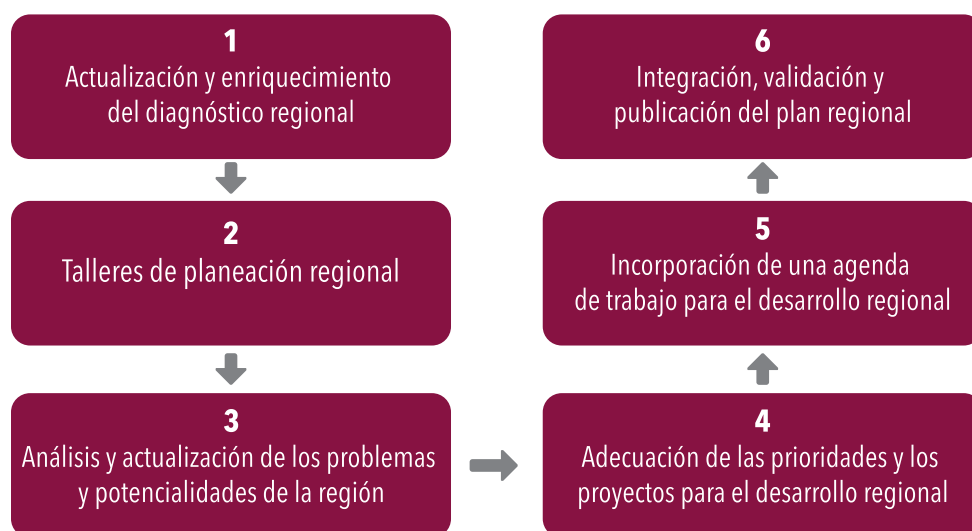 1
Actualización y enriquecimiento
del diagnóstico regional
2
Talleres de planeación regional
3
Análisis y actualización de los problemas
y potencialidades de la región
4
Adecuación de las prioridades y los
proyectos para el desarrollo regional
5
Incorporación de una agenda
de trabajo para el desarrollo regional
6
Integración, validación y
publicación del plan regional